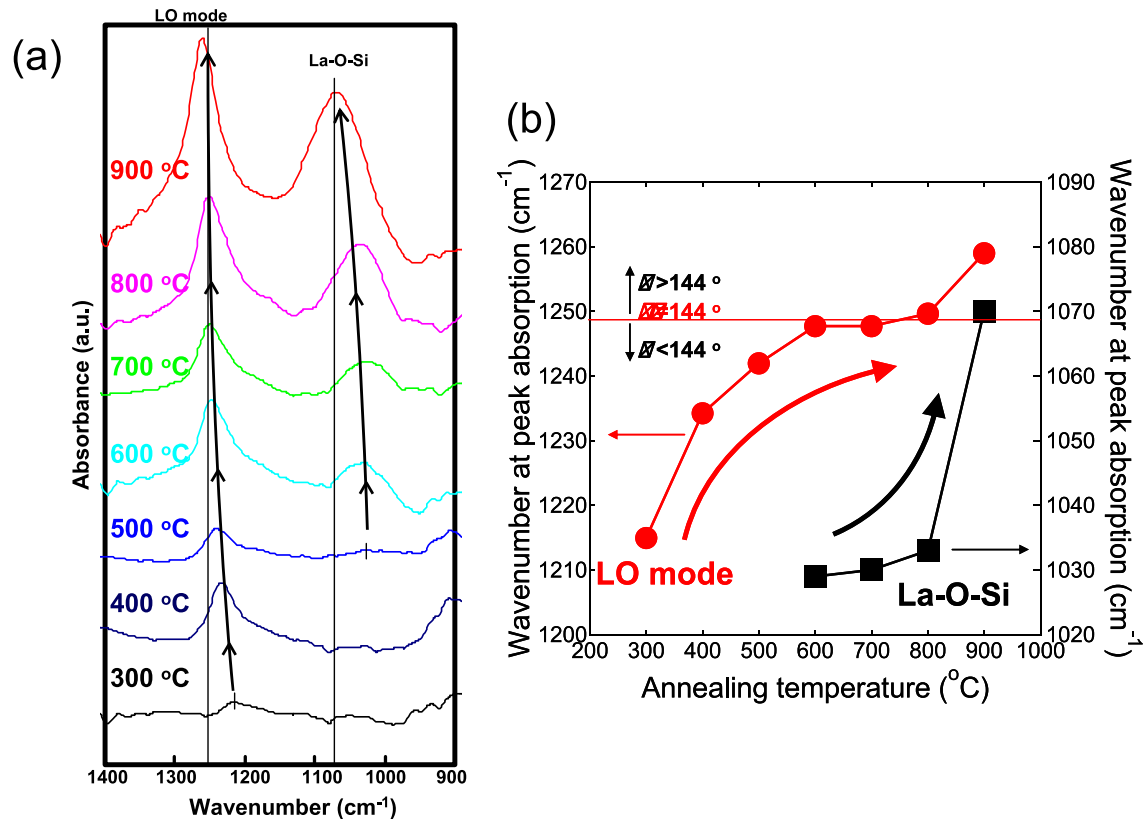 (a)
LO mode
La-O-Si
900 °C
800 °C
700 °C
600 °C
500 °C
400 °C
300 °C
Absorbance (a.u.)
1400 1300 1200 1100 1000 900
Wavenumber (cm-1)
(b)
Wavenumber at peak absorption (cm-1)
1270
1260
1250
1240
1230
1220
1210
1200
>144 °
=144 °
<144 °
LO mode
La-O-Si
200 300 400 500 600 700 800 900 1000
Annealing temperature (°C)
1090
1080
1070
1060
1050
1040
1030
1020
Wavenumber at peak absorption (cm-1)